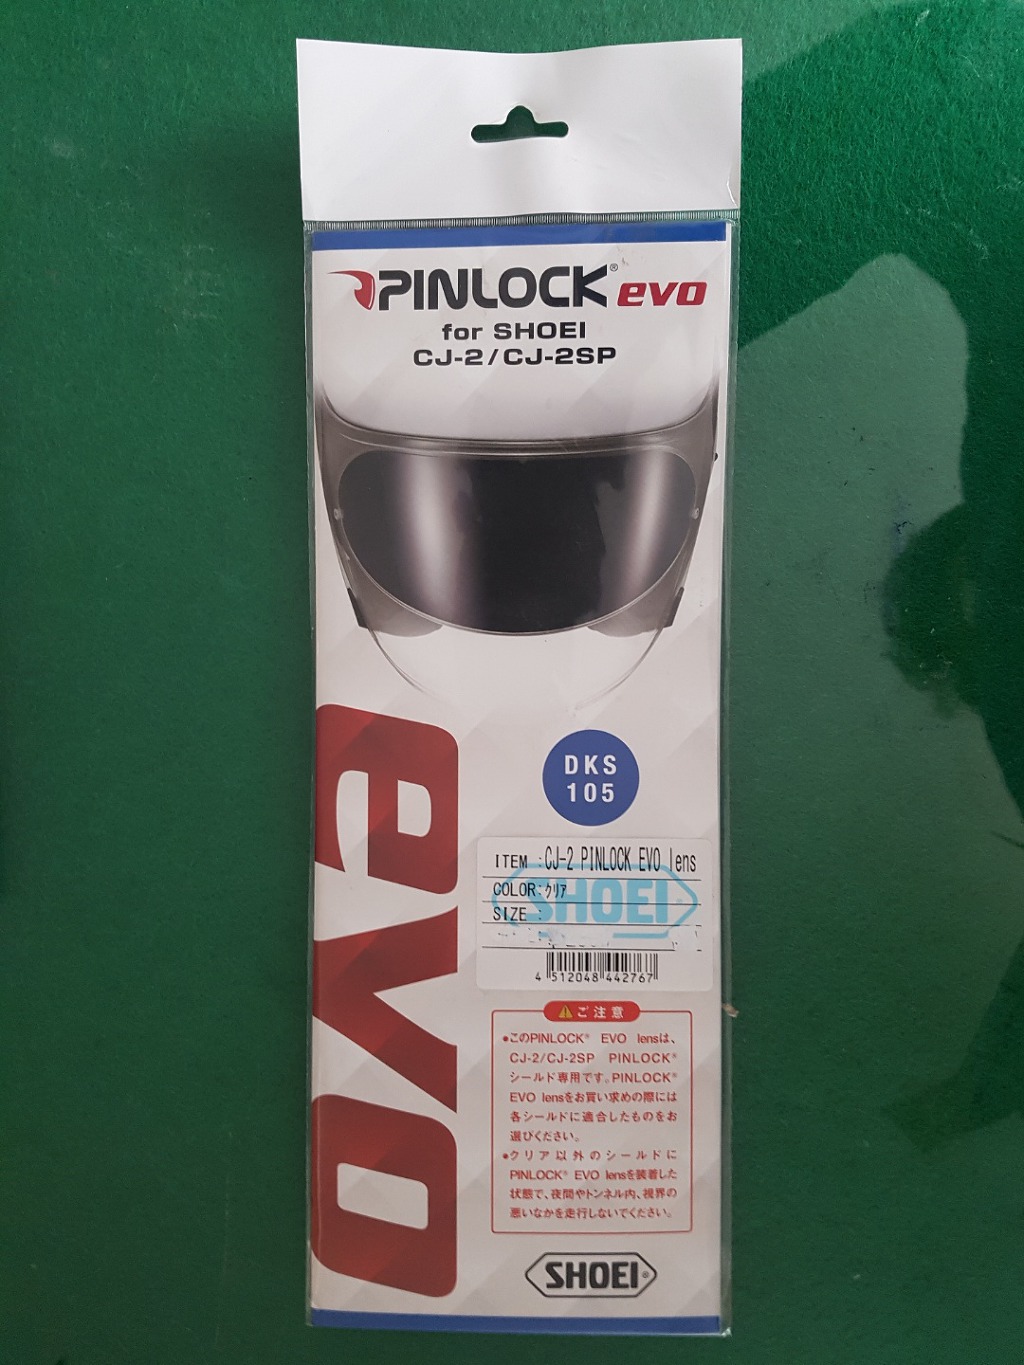 PINLOCK® evo
for SHOEI
CJ-2/CJ-2SP
evo
DKS
105
ITEM :CJ-2 PINLOCK EVO lens
COLOR:クリア
SIZE :
SHOEI
4 512048 442767
ご注意
●このPINLOCK® EVO lensは、
CJ-2/CJ-2SP PINLOCK®
シールド専用です。PINLOCK®
EVO lensをお買い求めの際には
各シールドに適合したものをお
選びください。
●クリア以外のシールドに
PINLOCK® EVO lensを装着した
状態で、夜間やトンネル内、視界の
悪いなかを走行しないでください。
SHOEI®